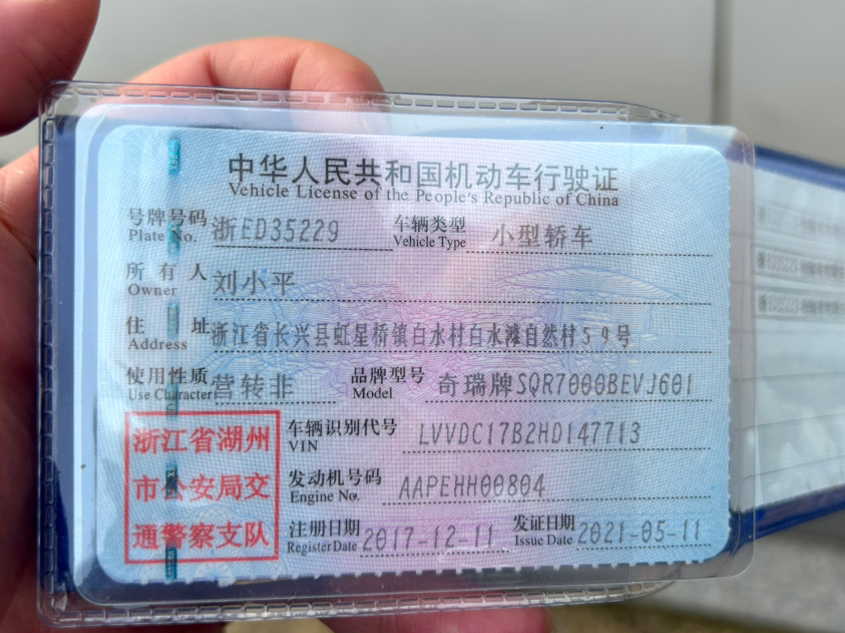 中华人民共和国机动车行驶证
Vehicle License of the People's Republic of China
号牌号码 浙ED35229 车辆类型 小型轿车
Plate No. Vehicle Type
所有人 刘小平
Owner
住址 浙江省长兴县虹星桥镇白水村白水滩自然村59号
Address
使用性质 营转非 品牌型号 奇瑞牌SQR7000BEVJ601
Use Character Model
浙江省湖州
市公安局交
通警察支队
车辆识别代号 LVVDC17B2HD147713
VIN
发动机号码 AAPEHH00804
Engine No.
注册日期 2017-12-11 发证日期 2021-05-11
Register Date Issue Date